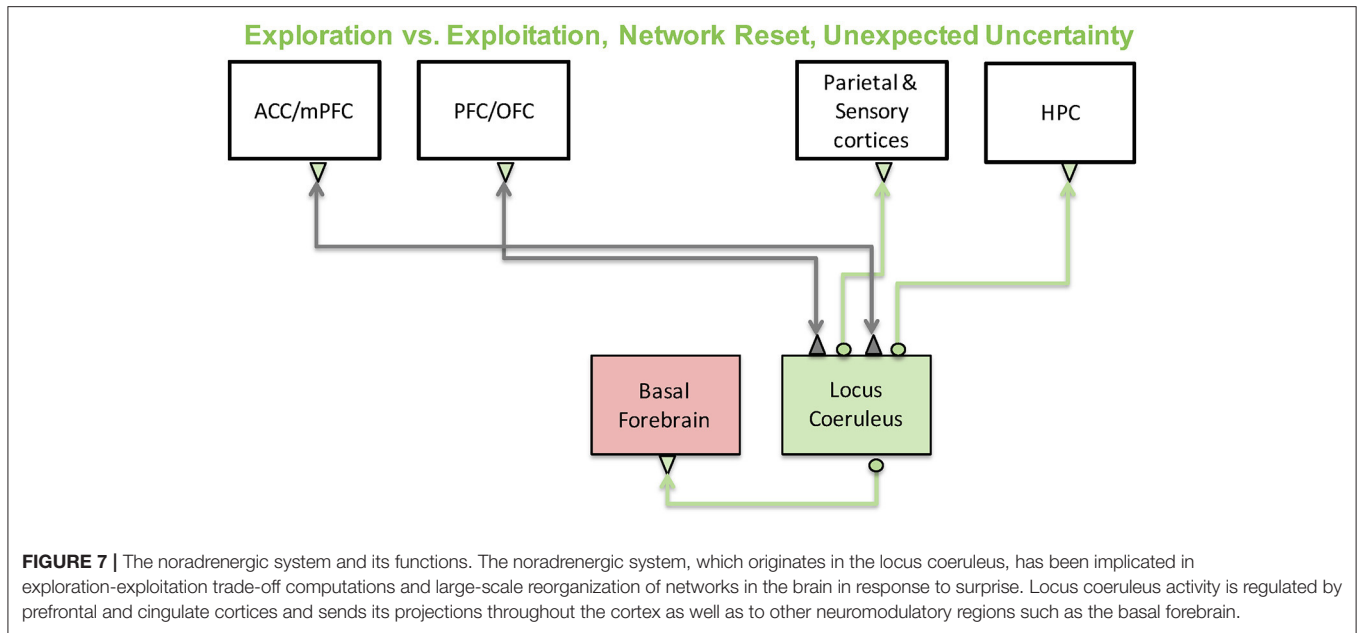 Exploration vs. Exploitation, Network Reset, Unexpected Uncertainty
ACC/mPFC
PFC/OFC
Parietal &
Sensory
cortices
HPC
Basal
Forebrain
Locus
Coeruleus
FIGURE 7 | The noradrenergic system and its functions. The noradrenergic system, which originates in the locus coeruleus, has been implicated in
exploration-exploitation trade-off computations and large-scale reorganization of networks in the brain in response to surprise. Locus coeruleus activity is regulated by
prefrontal and cingulate cortices and sends its projections throughout the cortex as well as to other neuromodulatory regions such as the basal forebrain.